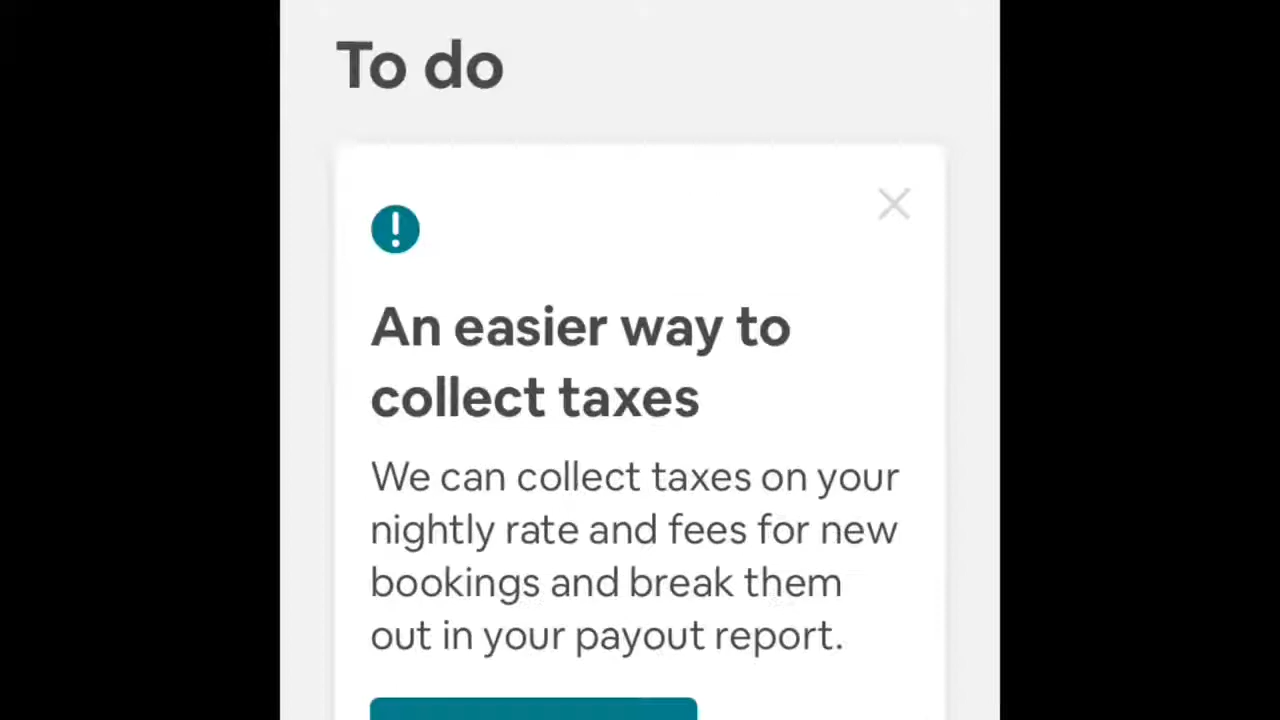 To do
An easier way to
collect taxes
We can collect taxes on your
nightly rate and fees for new
bookings and break them
out in your payout report.